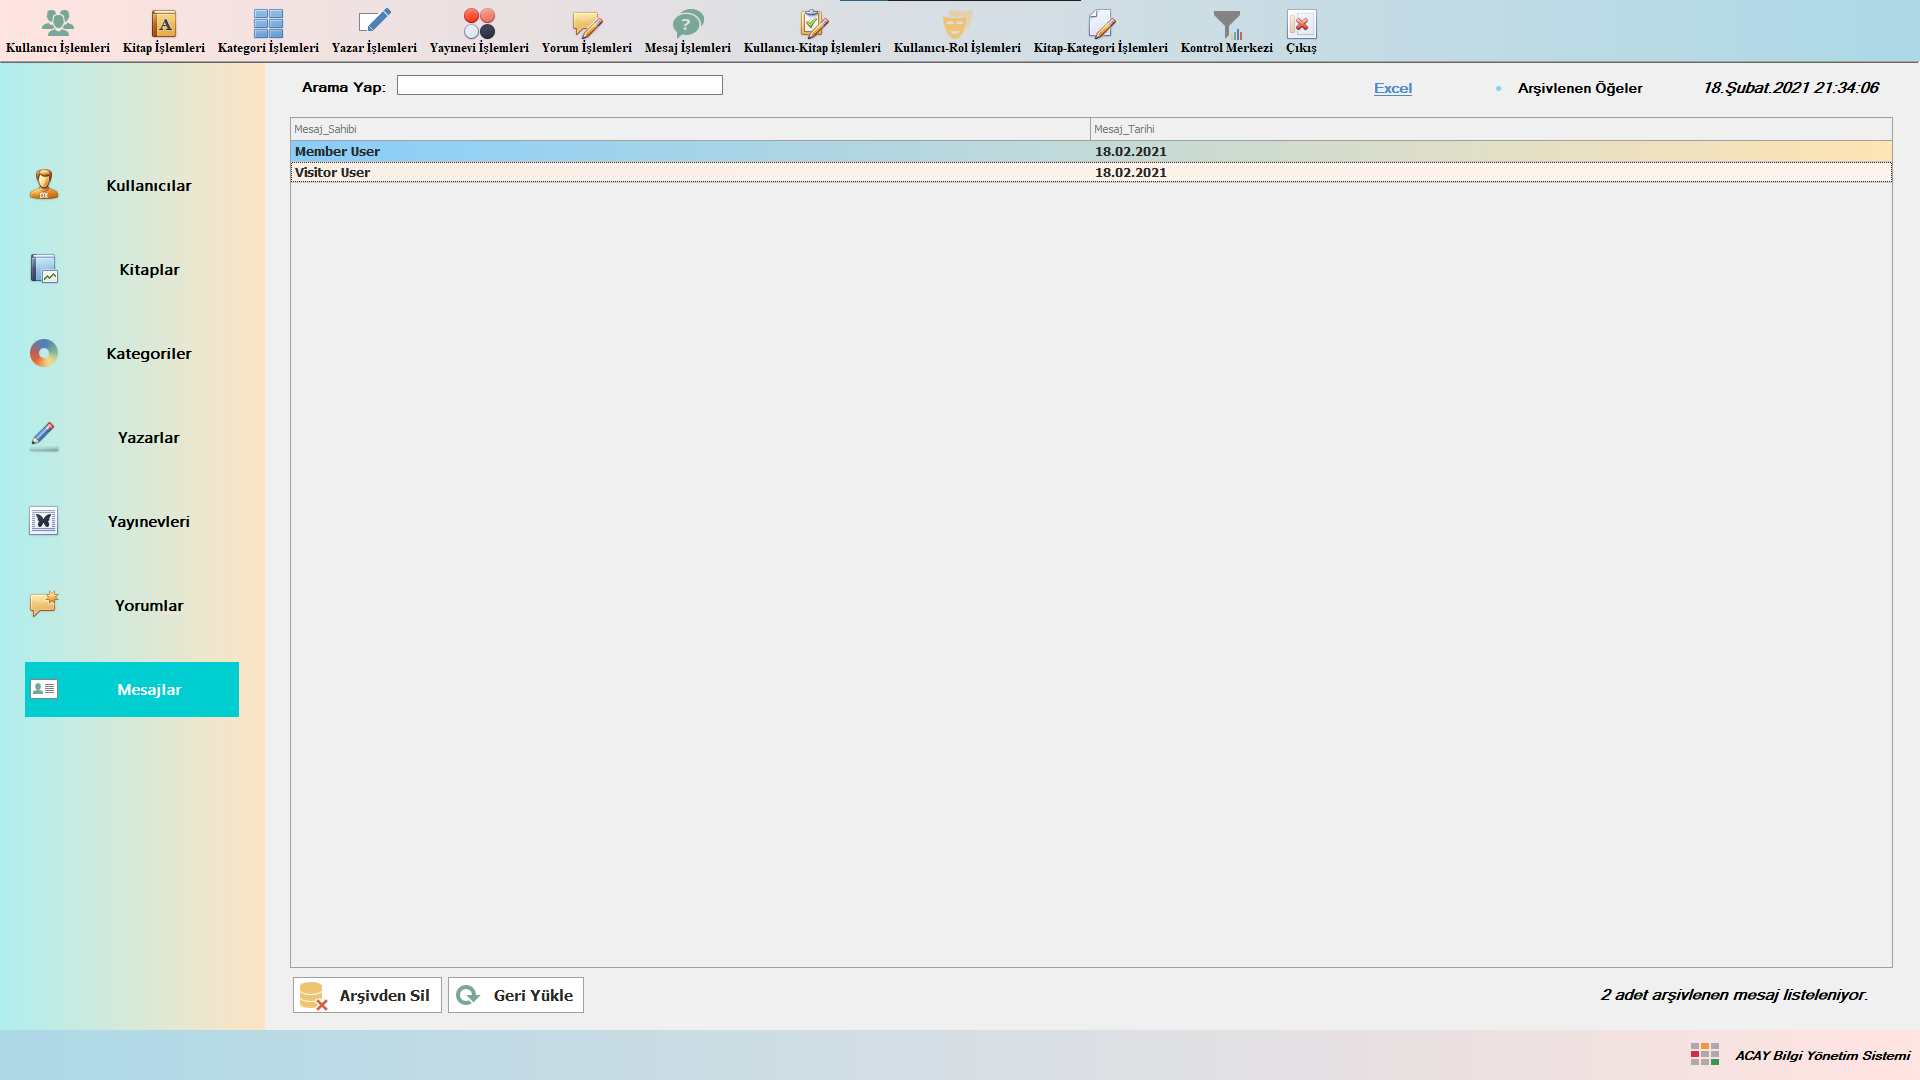 Kullanıcı İşlemleri Kitap İşlemleri Kategori İşlemleri Yazar İşlemleri Yayınevi İşlemleri Yorum İşlemleri Mesaj İşlemleri Kullanıcı-Kitap İşlemleri Kullanıcı-Rol İşlemleri Kitap-Kategori İşlemleri Kontrol Merkezi Çıkış
Arama Yap: Excel Arşivlenen Öğeler 18.Şubat.2021 21:34:06
Mesaj_Sahibi Mesaj_Tarihi
Member User 18.02.2021
Visitor User 18.02.2021
Kullanıcılar
Kitaplar
Kategoriler
Yazarlar
Yayınevleri
Yorumlar
Mesajlar
Arşivden Sil Geri Yükle 2 adet arşivlenen mesaj listeleniyor.
ACAY Bilgi Yönetim Sistemi